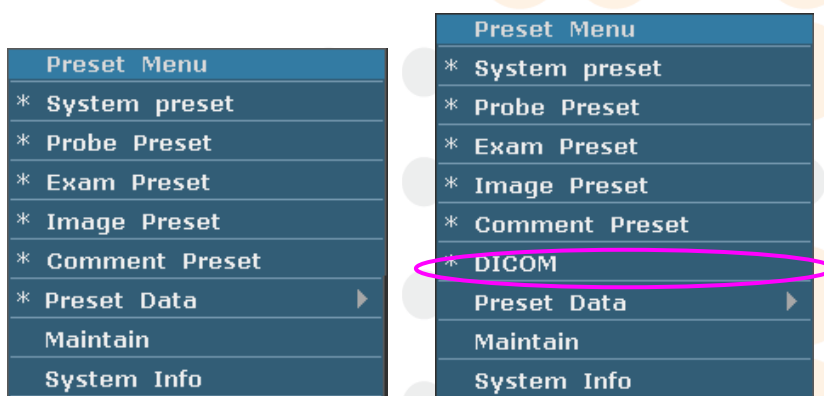 Preset Menu
* System preset
* Probe Preset
* Exam Preset
* Image Preset
* Comment Preset
* Preset Data
Maintain
System Info
Preset Menu
* System preset
* Probe Preset
* Exam Preset
* Image Preset
* Comment Preset
* DICOM
Preset Data
Maintain
System Info